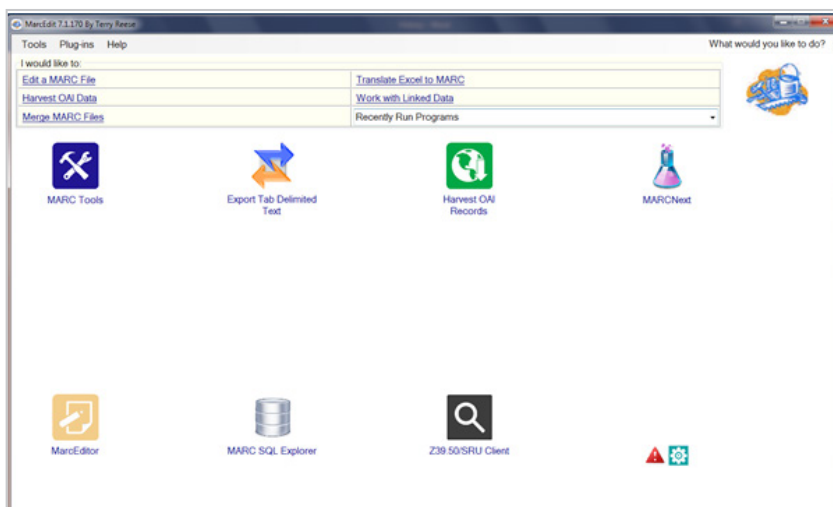 MarcEdit 7.1.170 By Terry Reese
Tools Plug-ins Help
What would you like to do?
I would like to:
Edit a MARC File
Translate Excel to MARC
Harvest OAI Data
Work with Linked Data
Merge MARC Files
Recently Run Programs
MARC Tools
Export Tab Delimited
Text
Harvest OAI
Records
MARCNext
MarcEditor
MARC SQL Explorer
Z39.50/SRU Client